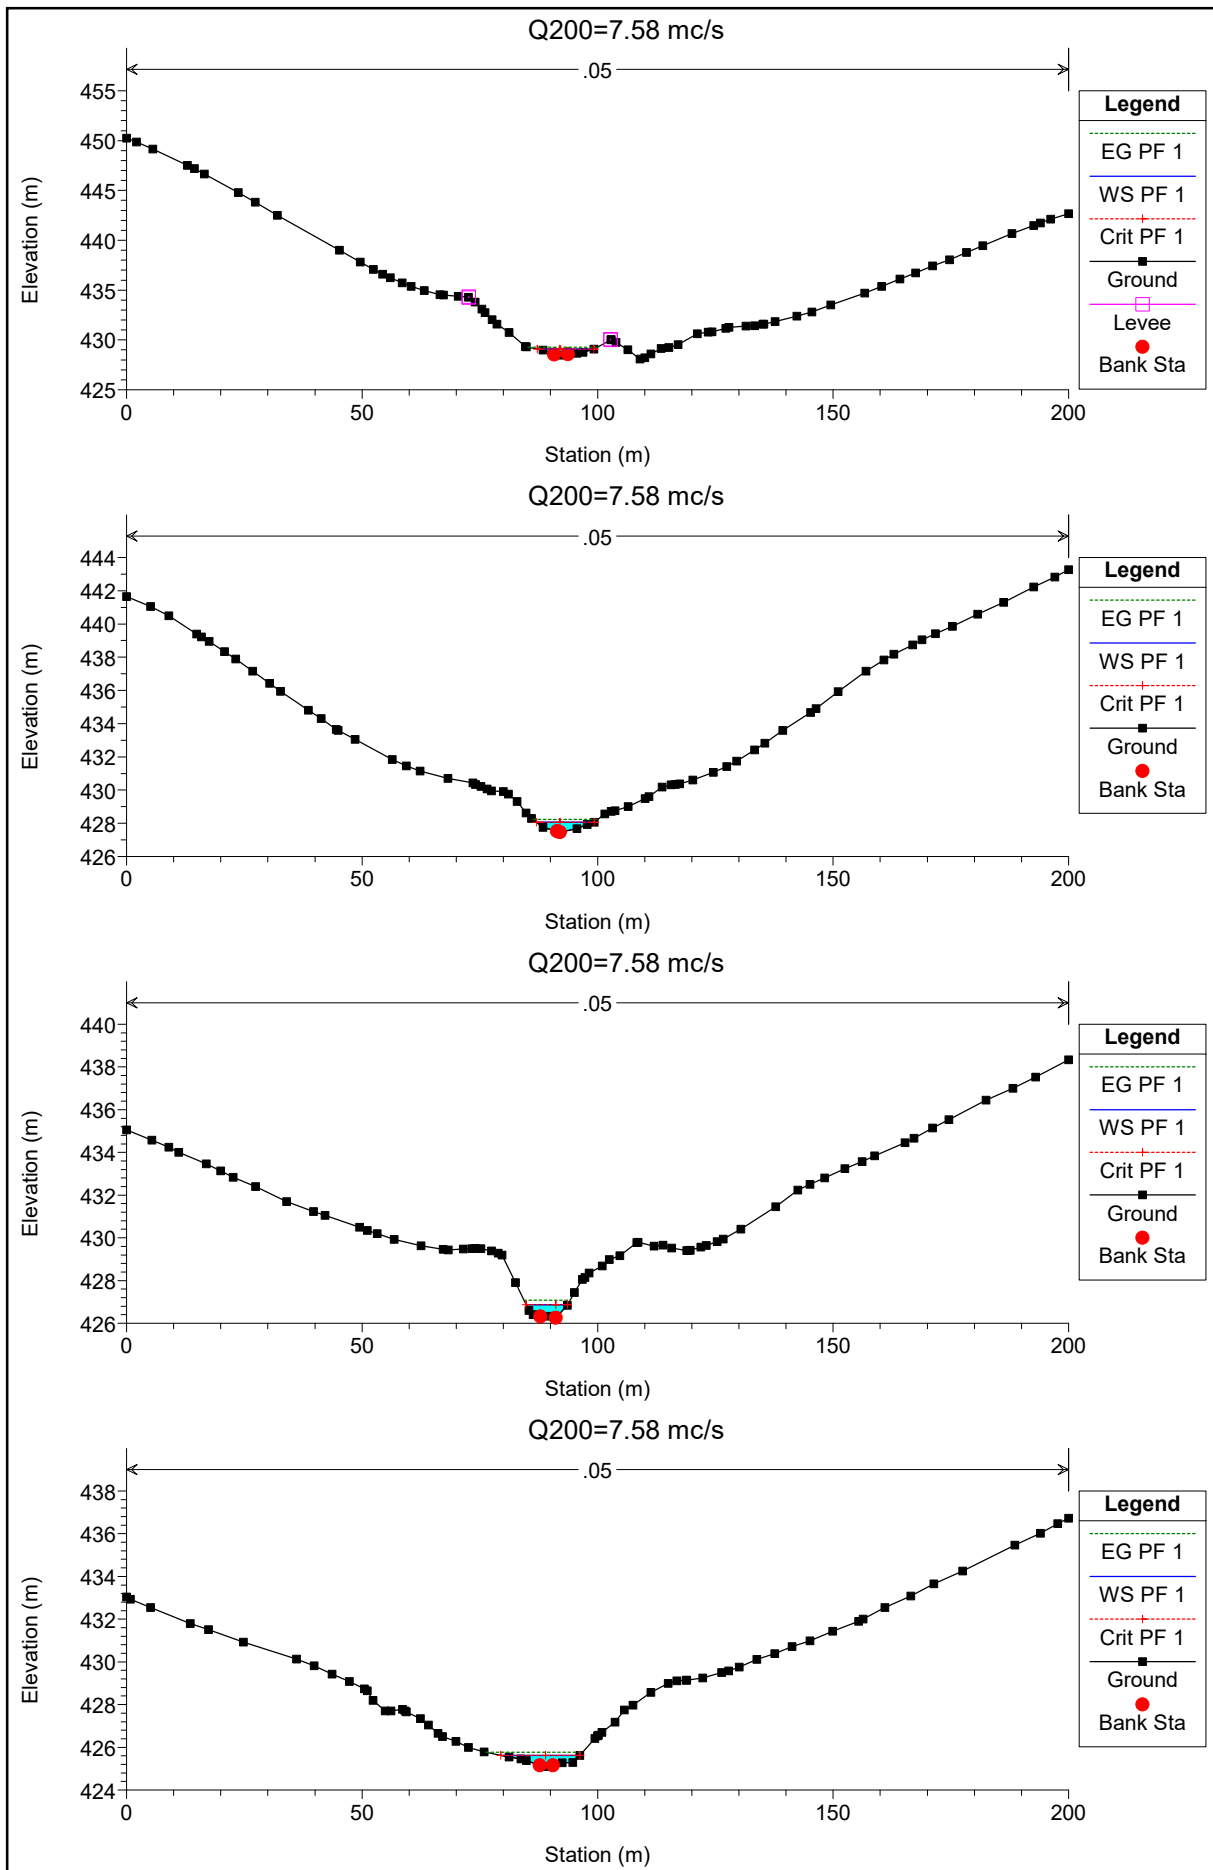 Q200=7.58 mc/s
.05
455
450
445
440
435
430
425
Elevation (m)
0 50 100 150 200
Station (m)
Legend
EG PF 1
WS PF 1
Crit PF 1
Ground
Levee
Bank Sta
Q200=7.58 mc/s
.05
444
442
440
438
436
434
432
430
428
426
Elevation (m)
0 50 100 150 200
Station (m)
Legend
EG PF 1
WS PF 1
Crit PF 1
Ground
Bank Sta
Q200=7.58 mc/s
.05
440
438
436
434
432
430
428
426
Elevation (m)
0 50 100 150 200
Station (m)
Legend
EG PF 1
WS PF 1
Crit PF 1
Ground
Bank Sta
Q200=7.58 mc/s
.05
438
436
434
432
430
428
426
424
Elevation (m)
0 50 100 150 200
Station (m)
Legend
EG PF 1
WS PF 1
Crit PF 1
Ground
Bank Sta